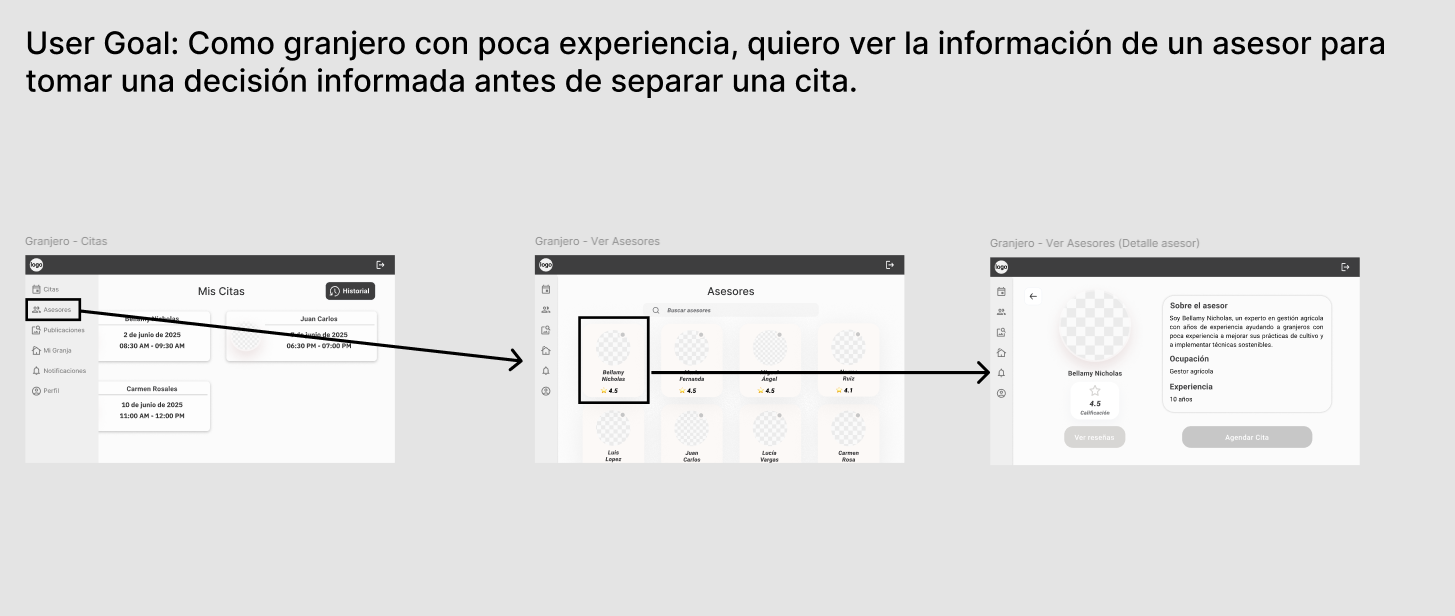 User Goal: Como granjero con poca experiencia, quiero ver la información de un asesor para
tomar una decisión informada antes de separar una cita.
Granjero - Citas
logo
Citas
Asesores
Publicaciones
Mi Granja
Notificaciones
Perfil
Mis Citas
Historial
Bellamy Nicholas
2 de junio de 2025
08:30 AM - 09:30 AM
Juan Carlos
de junio de 2025
06:30 PM - 07:00 PM
Carmen Rosales
10 de junio de 2025
11:00 AM - 12:00 PM
Granjero - Ver Asesores
logo
Asesores
Buscar asesores
Bellamy
Nicholas
4.5
Fernanda
4.5
Ángel
4.5
Ruiz
4.1
Luis
Lopez
Juan
Carlos
Lucía
Vargas
Carmen
Rosa
Granjero - Ver Asesores (Detalle asesor)
logo
Bellamy Nicholas
4.5
Calificación
Ver reseñas
Sobre el asesor
Soy Bellamy Nicholas, un experto en gestión agrícola
con años de experiencia ayudando a granjeros con
poca experiencia a mejorar sus prácticas de cultivo y
a implementar técnicas sostenibles.
Ocupación
Gestor agrícola
Experiencia
10 años
Agendar Cita